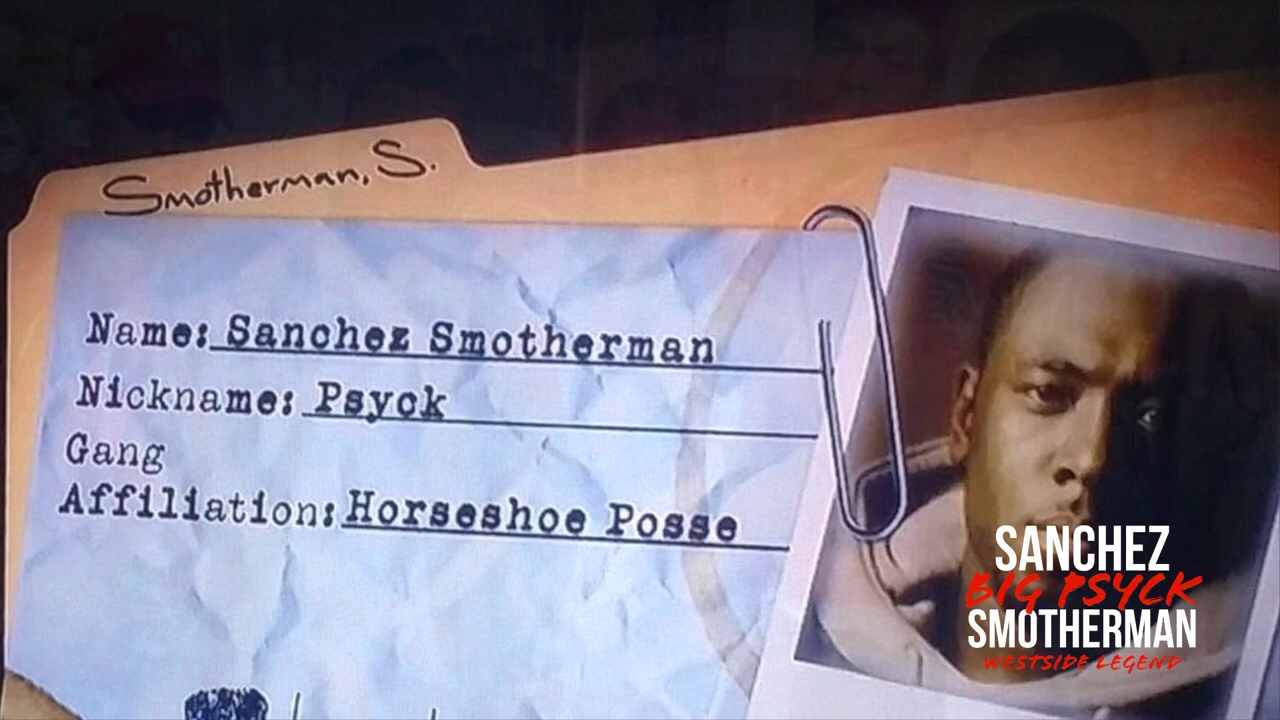 Smotherman, S.
Name: Sanchez Smotherman
Nickname: Psyck
Gang
Affiliation: Horseshoe Posse
SANCHEZ
BIG PSYCK
SMOTHERMAN
WESTSIDE LEGEND